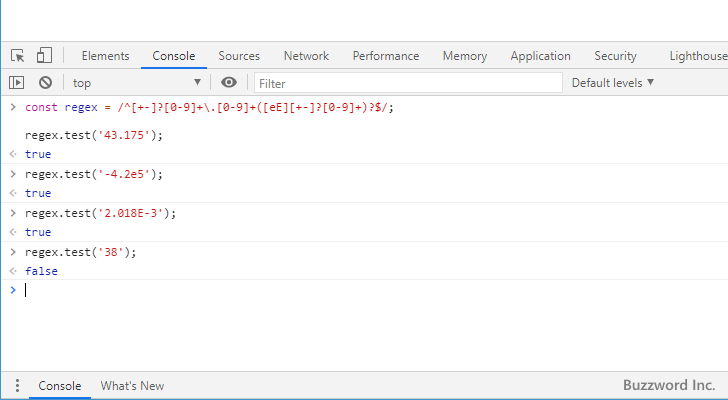 Elements Console Sources Network Performance Memory Application Security Lighthouse
top ▼ Filter Default levels ▼
> const regex = /^[+-]?[0-9]+\.[0-9]+([eE][+-]?[0-9]+)?$/;
regex.test('43.175');
true
> regex.test('-4.2e5');
true
> regex.test('2.018E-3');
true
> regex.test('38');
false
>
Console What's New
Buzzword Inc.